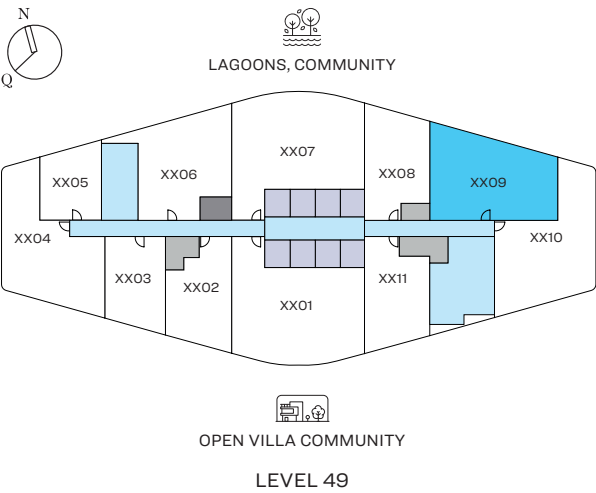 N
Q
LAGOONS, COMMUNITY
XX07
XX06
XX08
XX05
XX09
XX04
XX10
XX03
XX02
XX01
XX11
OPEN VILLA COMMUNITY
LEVEL 49